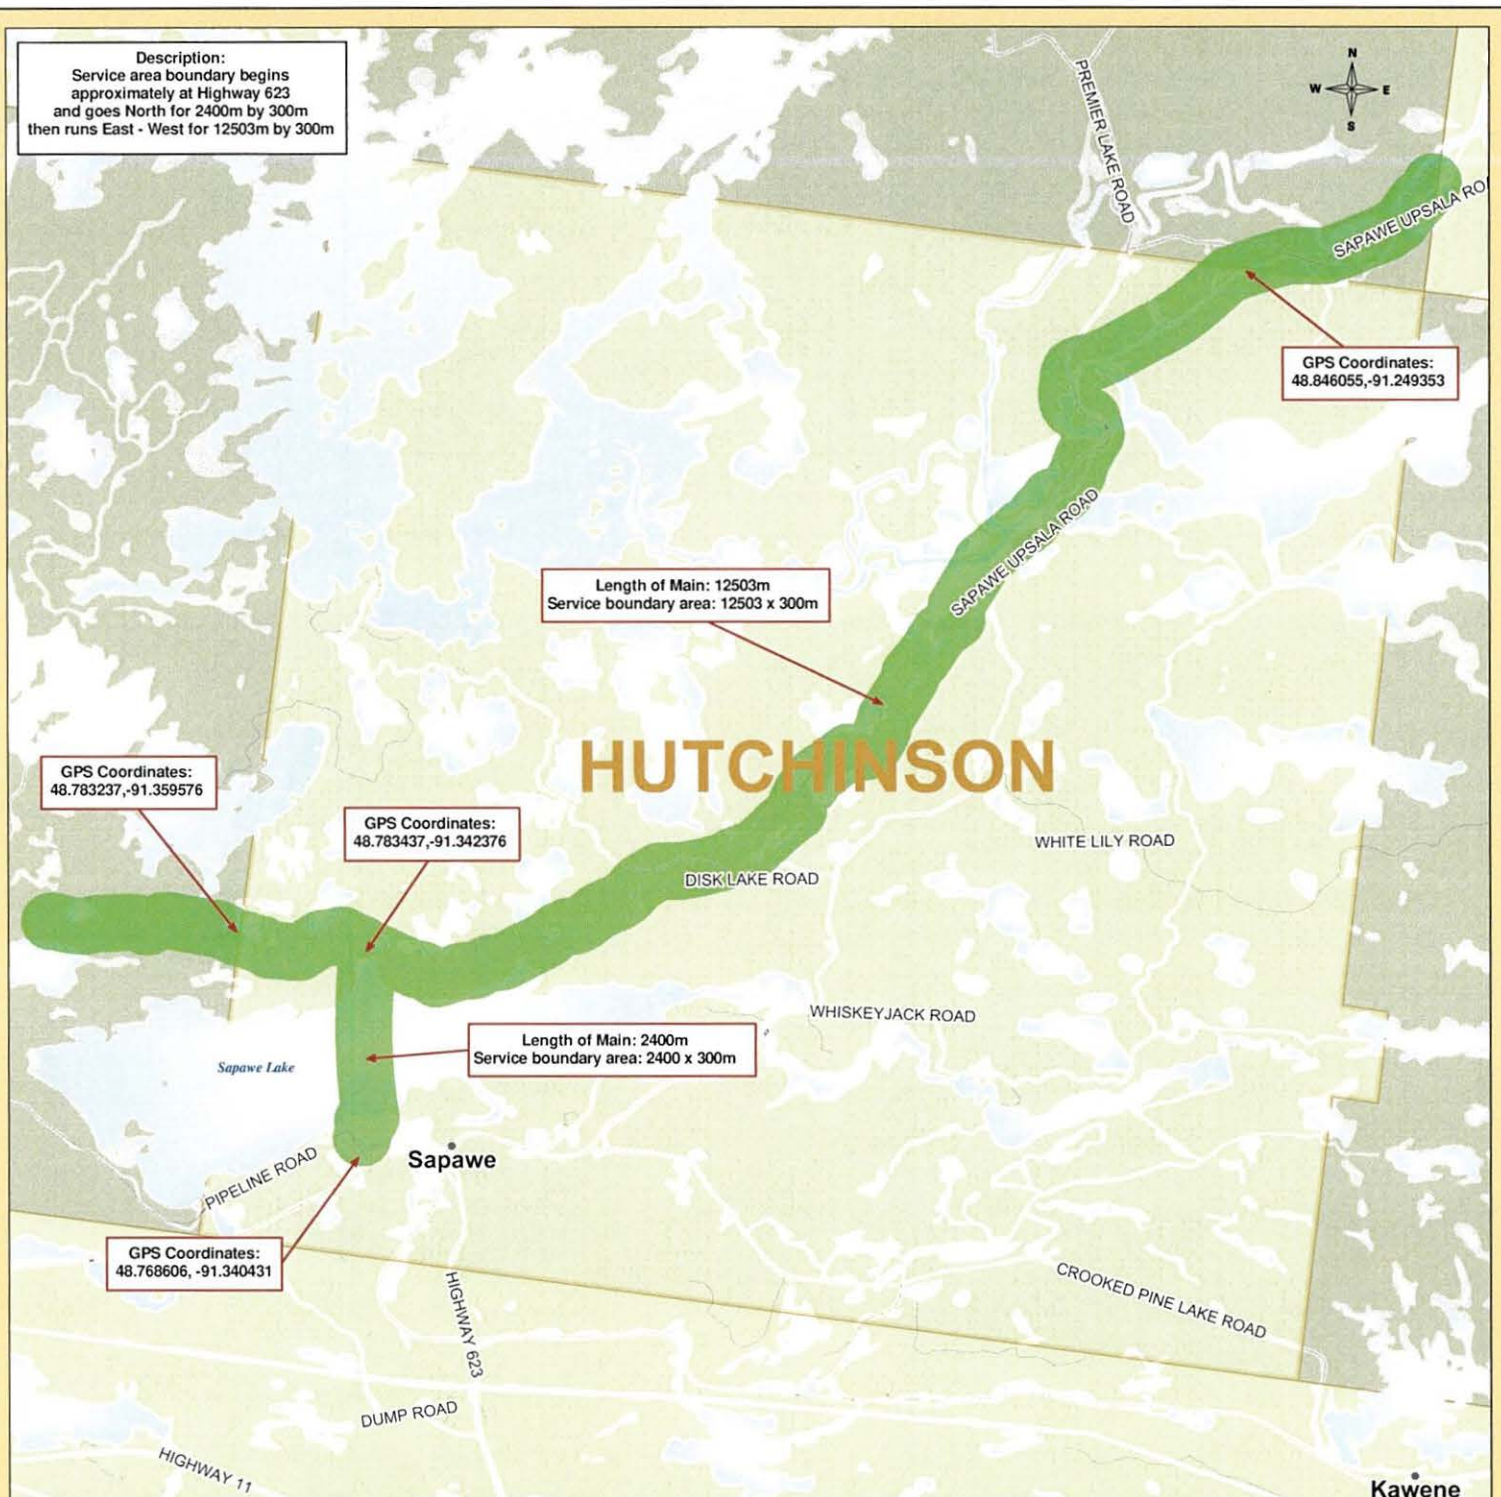 Description:
Service area boundary begins
approximately at Highway 623
and goes North for 2400m by 300m
then runs East - West for 12503m by 300m
N
W E
S
PREMIER LAKE ROAD
SAPAWE UPSALA ROA
GPS Coordinates:
48.846055,-91.249353
SAPAWE UPSALA ROAD
Length of Main: 12503m
Service boundary area: 12503 x 300m
HUTCHINSON
GPS Coordinates:
48.783237,-91.359576
GPS Coordinates:
48.783437,-91.342376
WHITE LILY ROAD
DISK LAKE ROAD
WHISKEYJACK ROAD
Length of Main: 2400m
Service boundary area: 2400 x 300m
Sapawe Lake
Sapawe
PIPELINE ROAD
GPS Coordinates:
48.768606, -91.340431
HIGHWAY 623
CROOKED PINE LAKE ROAD
DUMP ROAD
HIGHWAY 11
Kawene